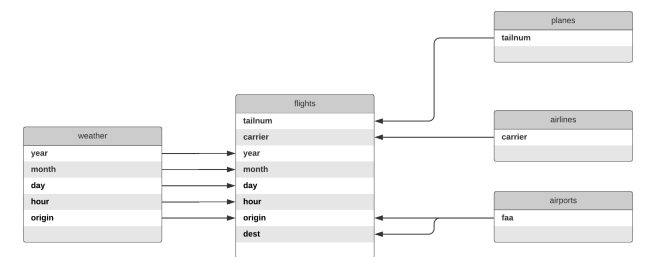 planes
tailnum
flights
tailnum
carrier
year
month
day
hour
origin
dest
weather
year
month
day
hour
origin
airlines
carrier
airports
faa